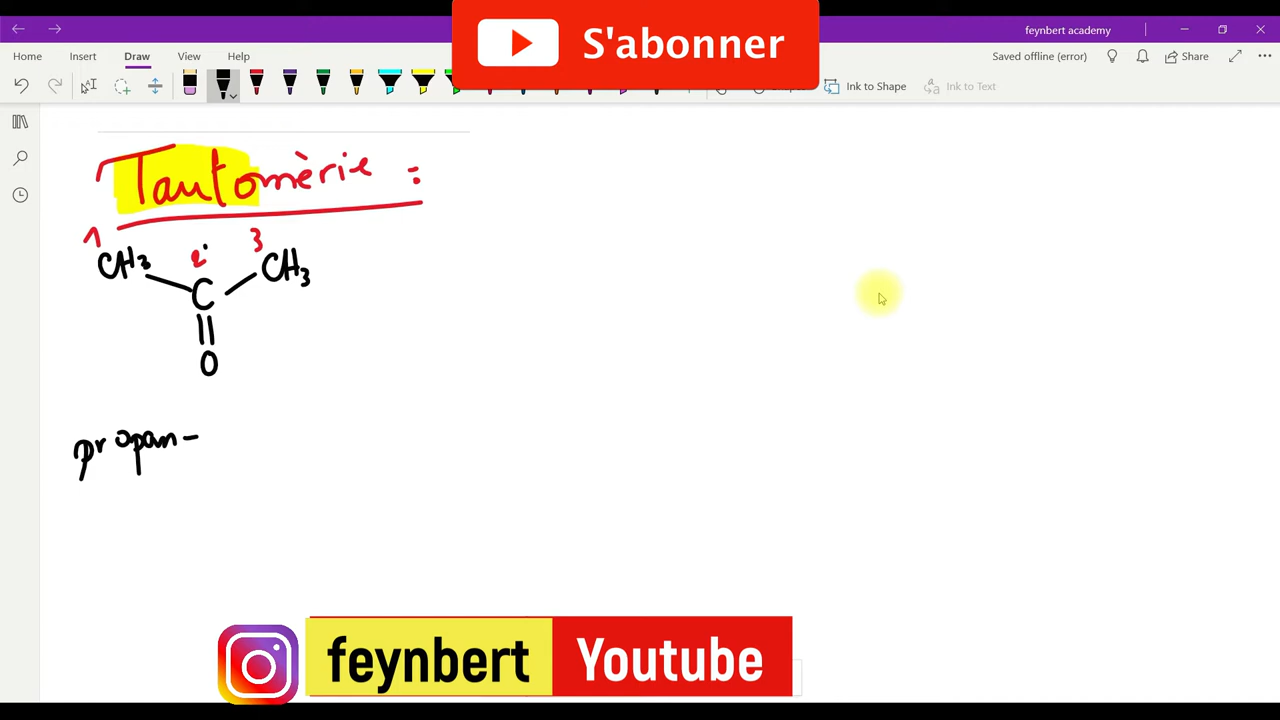 feynbert academy
S'abonner
Home Insert Draw View Help
Saved offline (error) Share
Ink to Shape Ink to Text
Tautomèrie :
1 2 3
CH3 C CH3
O
propan-
feynbert Youtube